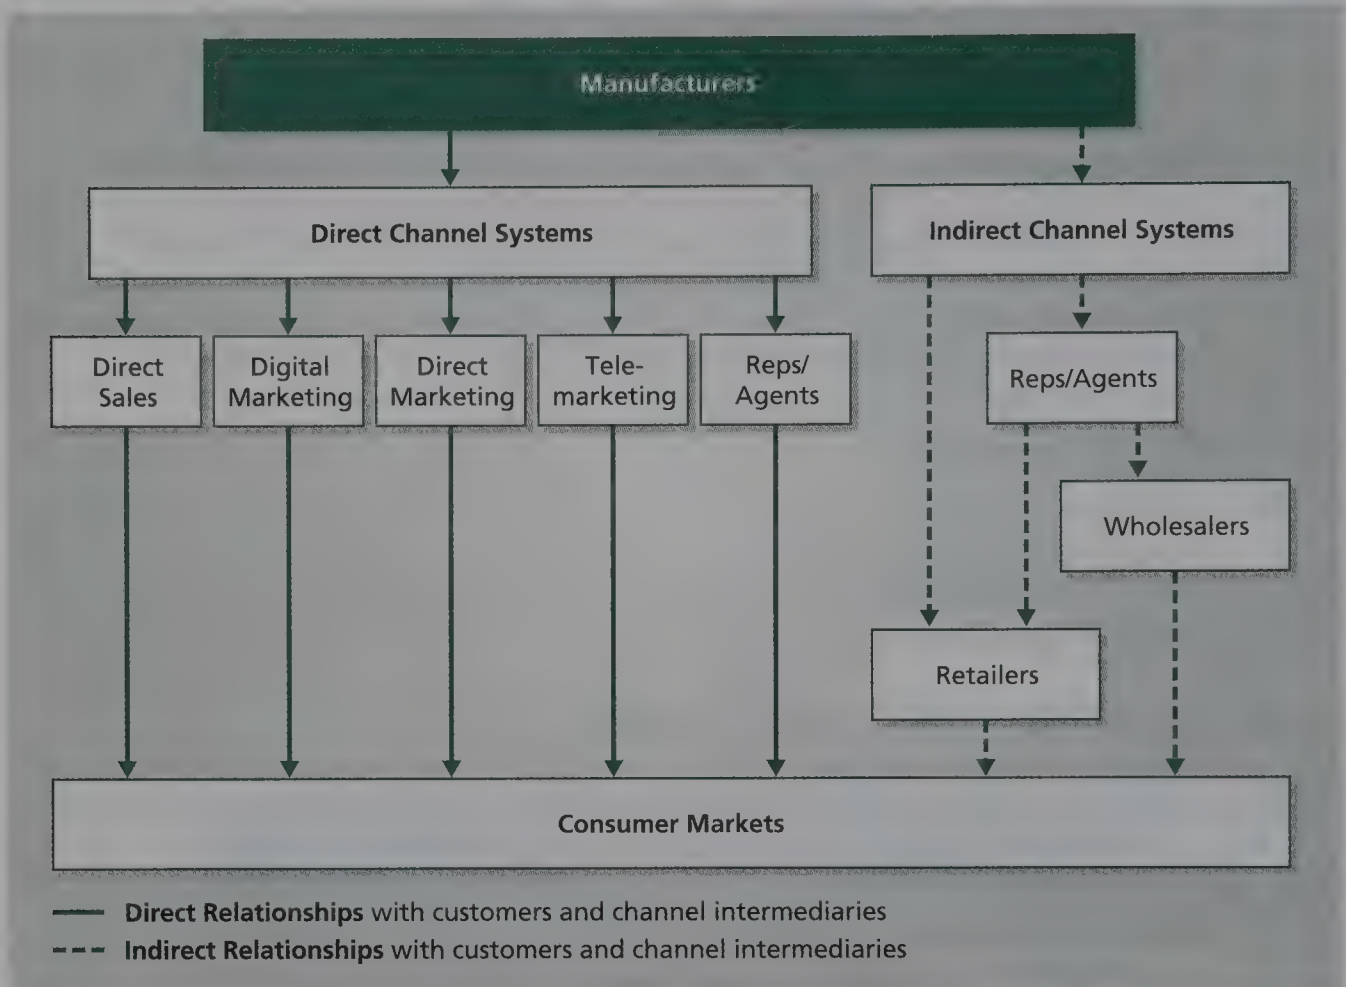 Manufacturers
Direct Channel Systems
Indirect Channel Systems
Direct
Sales
Digital
Marketing
Direct
Marketing
Tele-
marketing
Reps/
Agents
Reps/Agents
Wholesalers
Retailers
Consumer Markets
Direct Relationships with customers and channel intermediaries
Indirect Relationships with customers and channel intermediaries